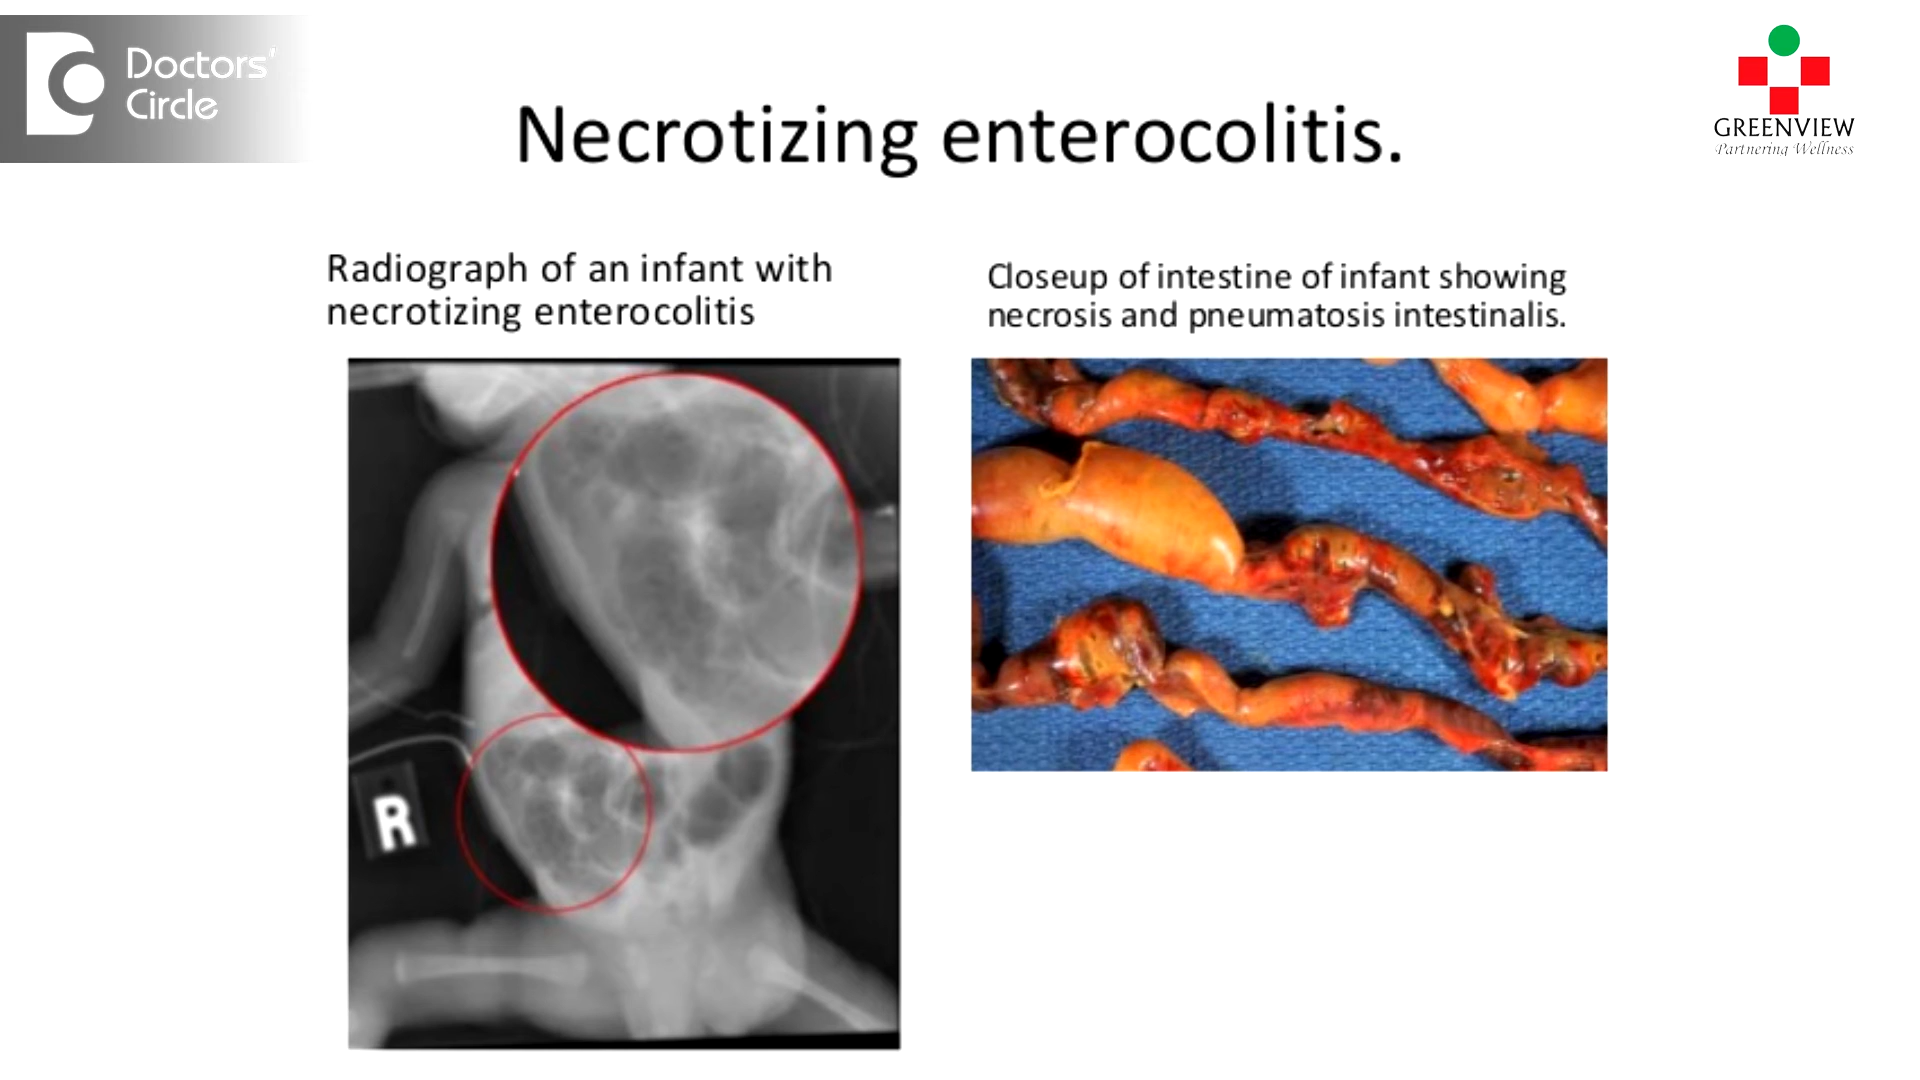 Doctors'
Circle
GREENVIEW
Partnering Wellness
Necrotizing enterocolitis.
Radiograph of an infant with
necrotizing enterocolitis
Closeup of intestine of infant showing
necrosis and pneumatosis intestinalis.
R